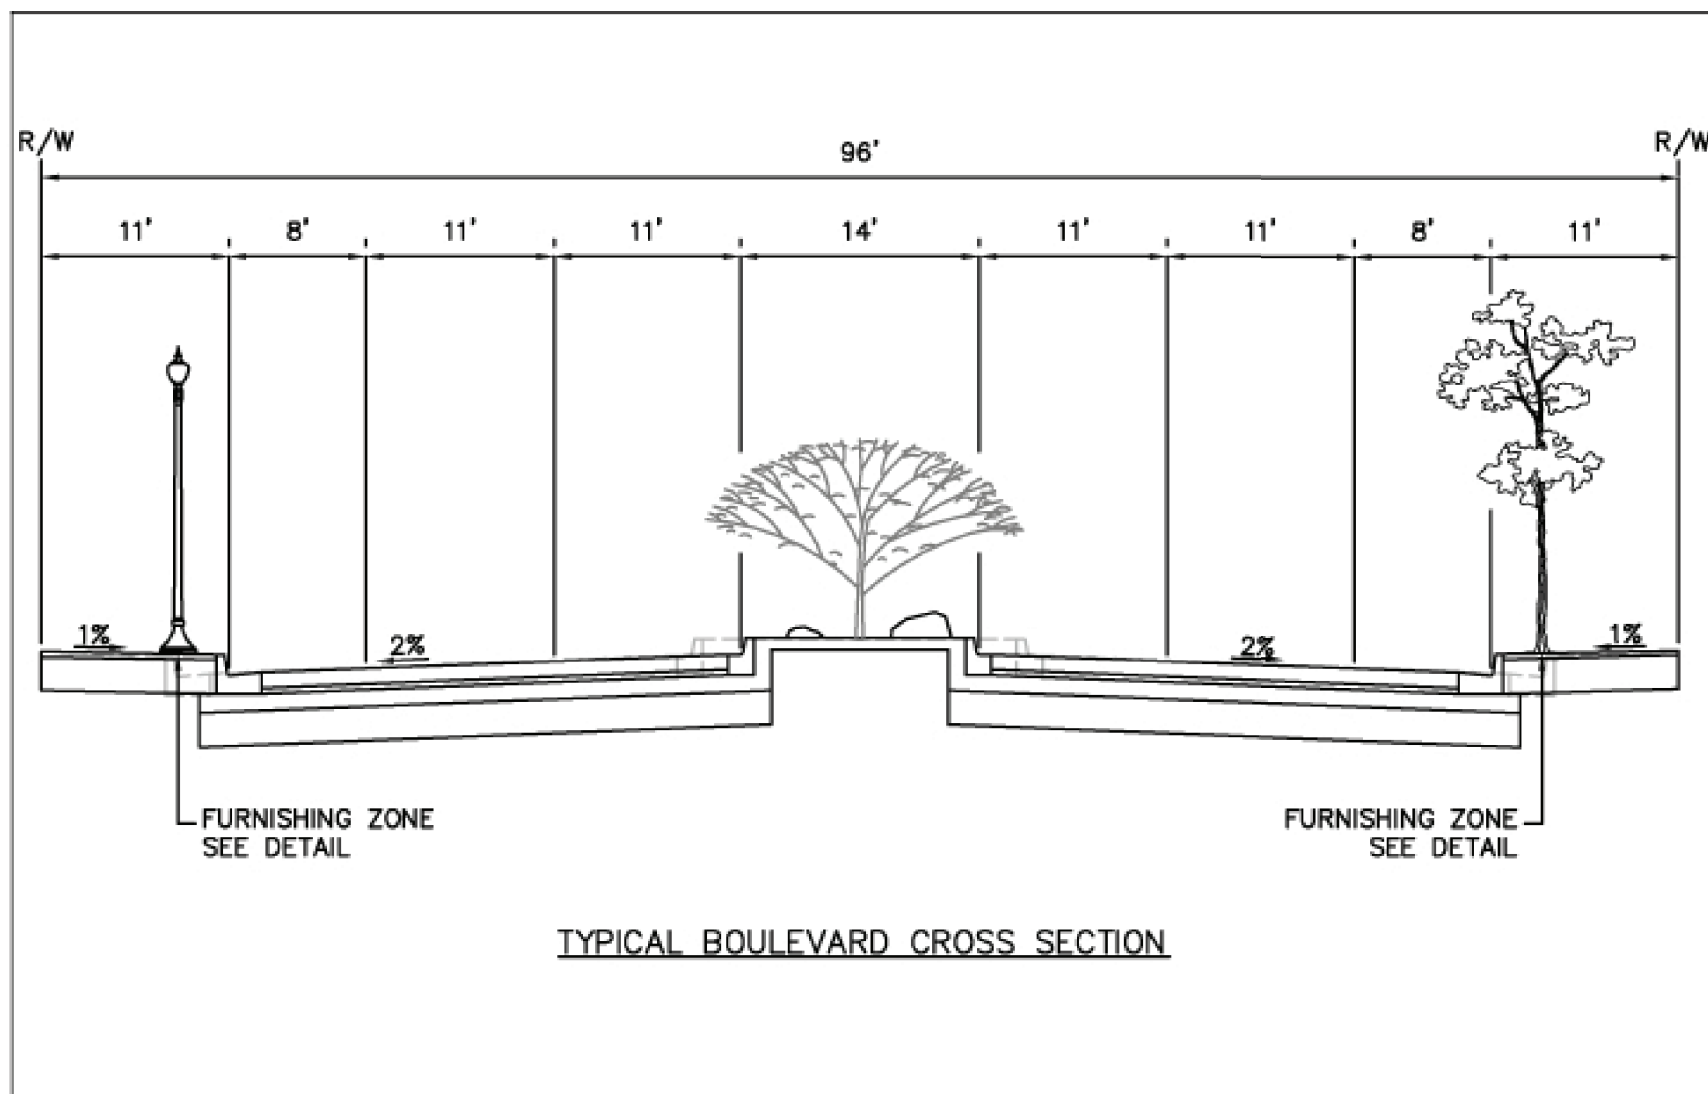 R/W
96'
R/W
11' 8' 11' 11' 14' 11' 11' 8' 11'
1% 2% 2% 1%
FURNISHING ZONE
SEE DETAIL
FURNISHING ZONE
SEE DETAIL
TYPICAL BOULEVARD CROSS SECTION